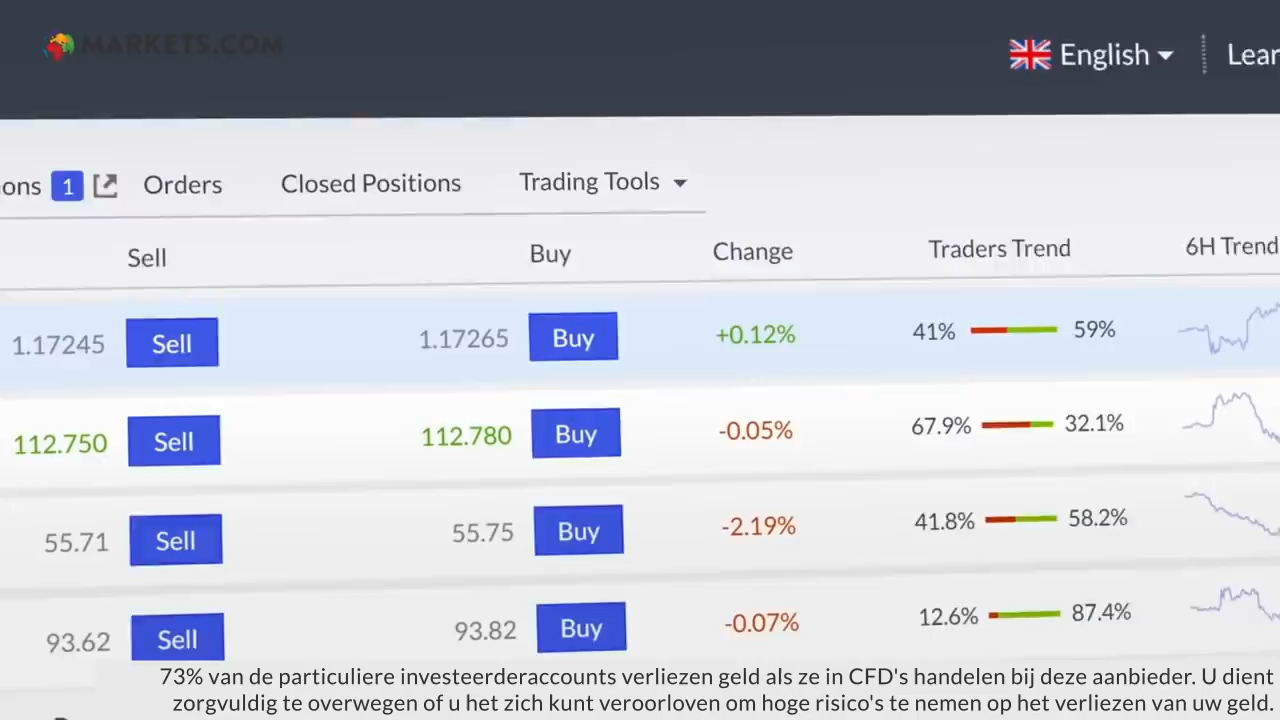 MARKETS.COM
English
Lear
ons 1 Orders Closed Positions Trading Tools
Sell Buy Change Traders Trend 6H Trend
1.17245 Sell 1.17265 Buy +0.12% 41% 59%
112.750 Sell 112.780 Buy -0.05% 67.9% 32.1%
55.71 Sell 55.75 Buy -2.19% 41.8% 58.2%
93.62 Sell 93.82 Buy -0.07% 12.6% 87.4%
73% van de particuliere investeerderaccounts verliezen geld als ze in CFD's handelen bij deze aanbieder. U dient
zorgvuldig te overwegen of u het zich kunt veroorloven om hoge risico's te nemen op het verliezen van uw geld.